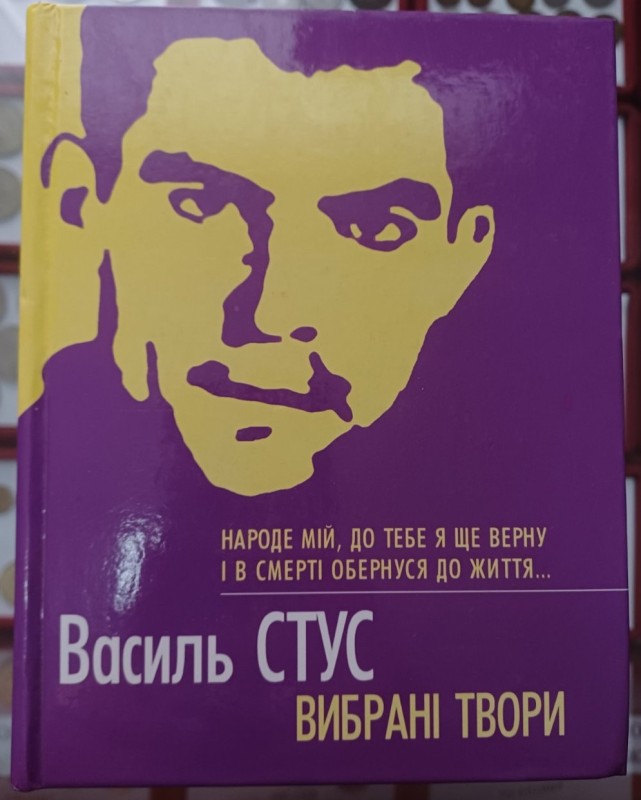 НАРОДЕ МІЙ, ДО ТЕБЕ Я ЩЕ ВЕРНУ
І В СМЕРТІ ОБЕРНУСЯ ДО ЖИТТЯ...
Василь СТУС
ВИБРАНІ ТВОРИ